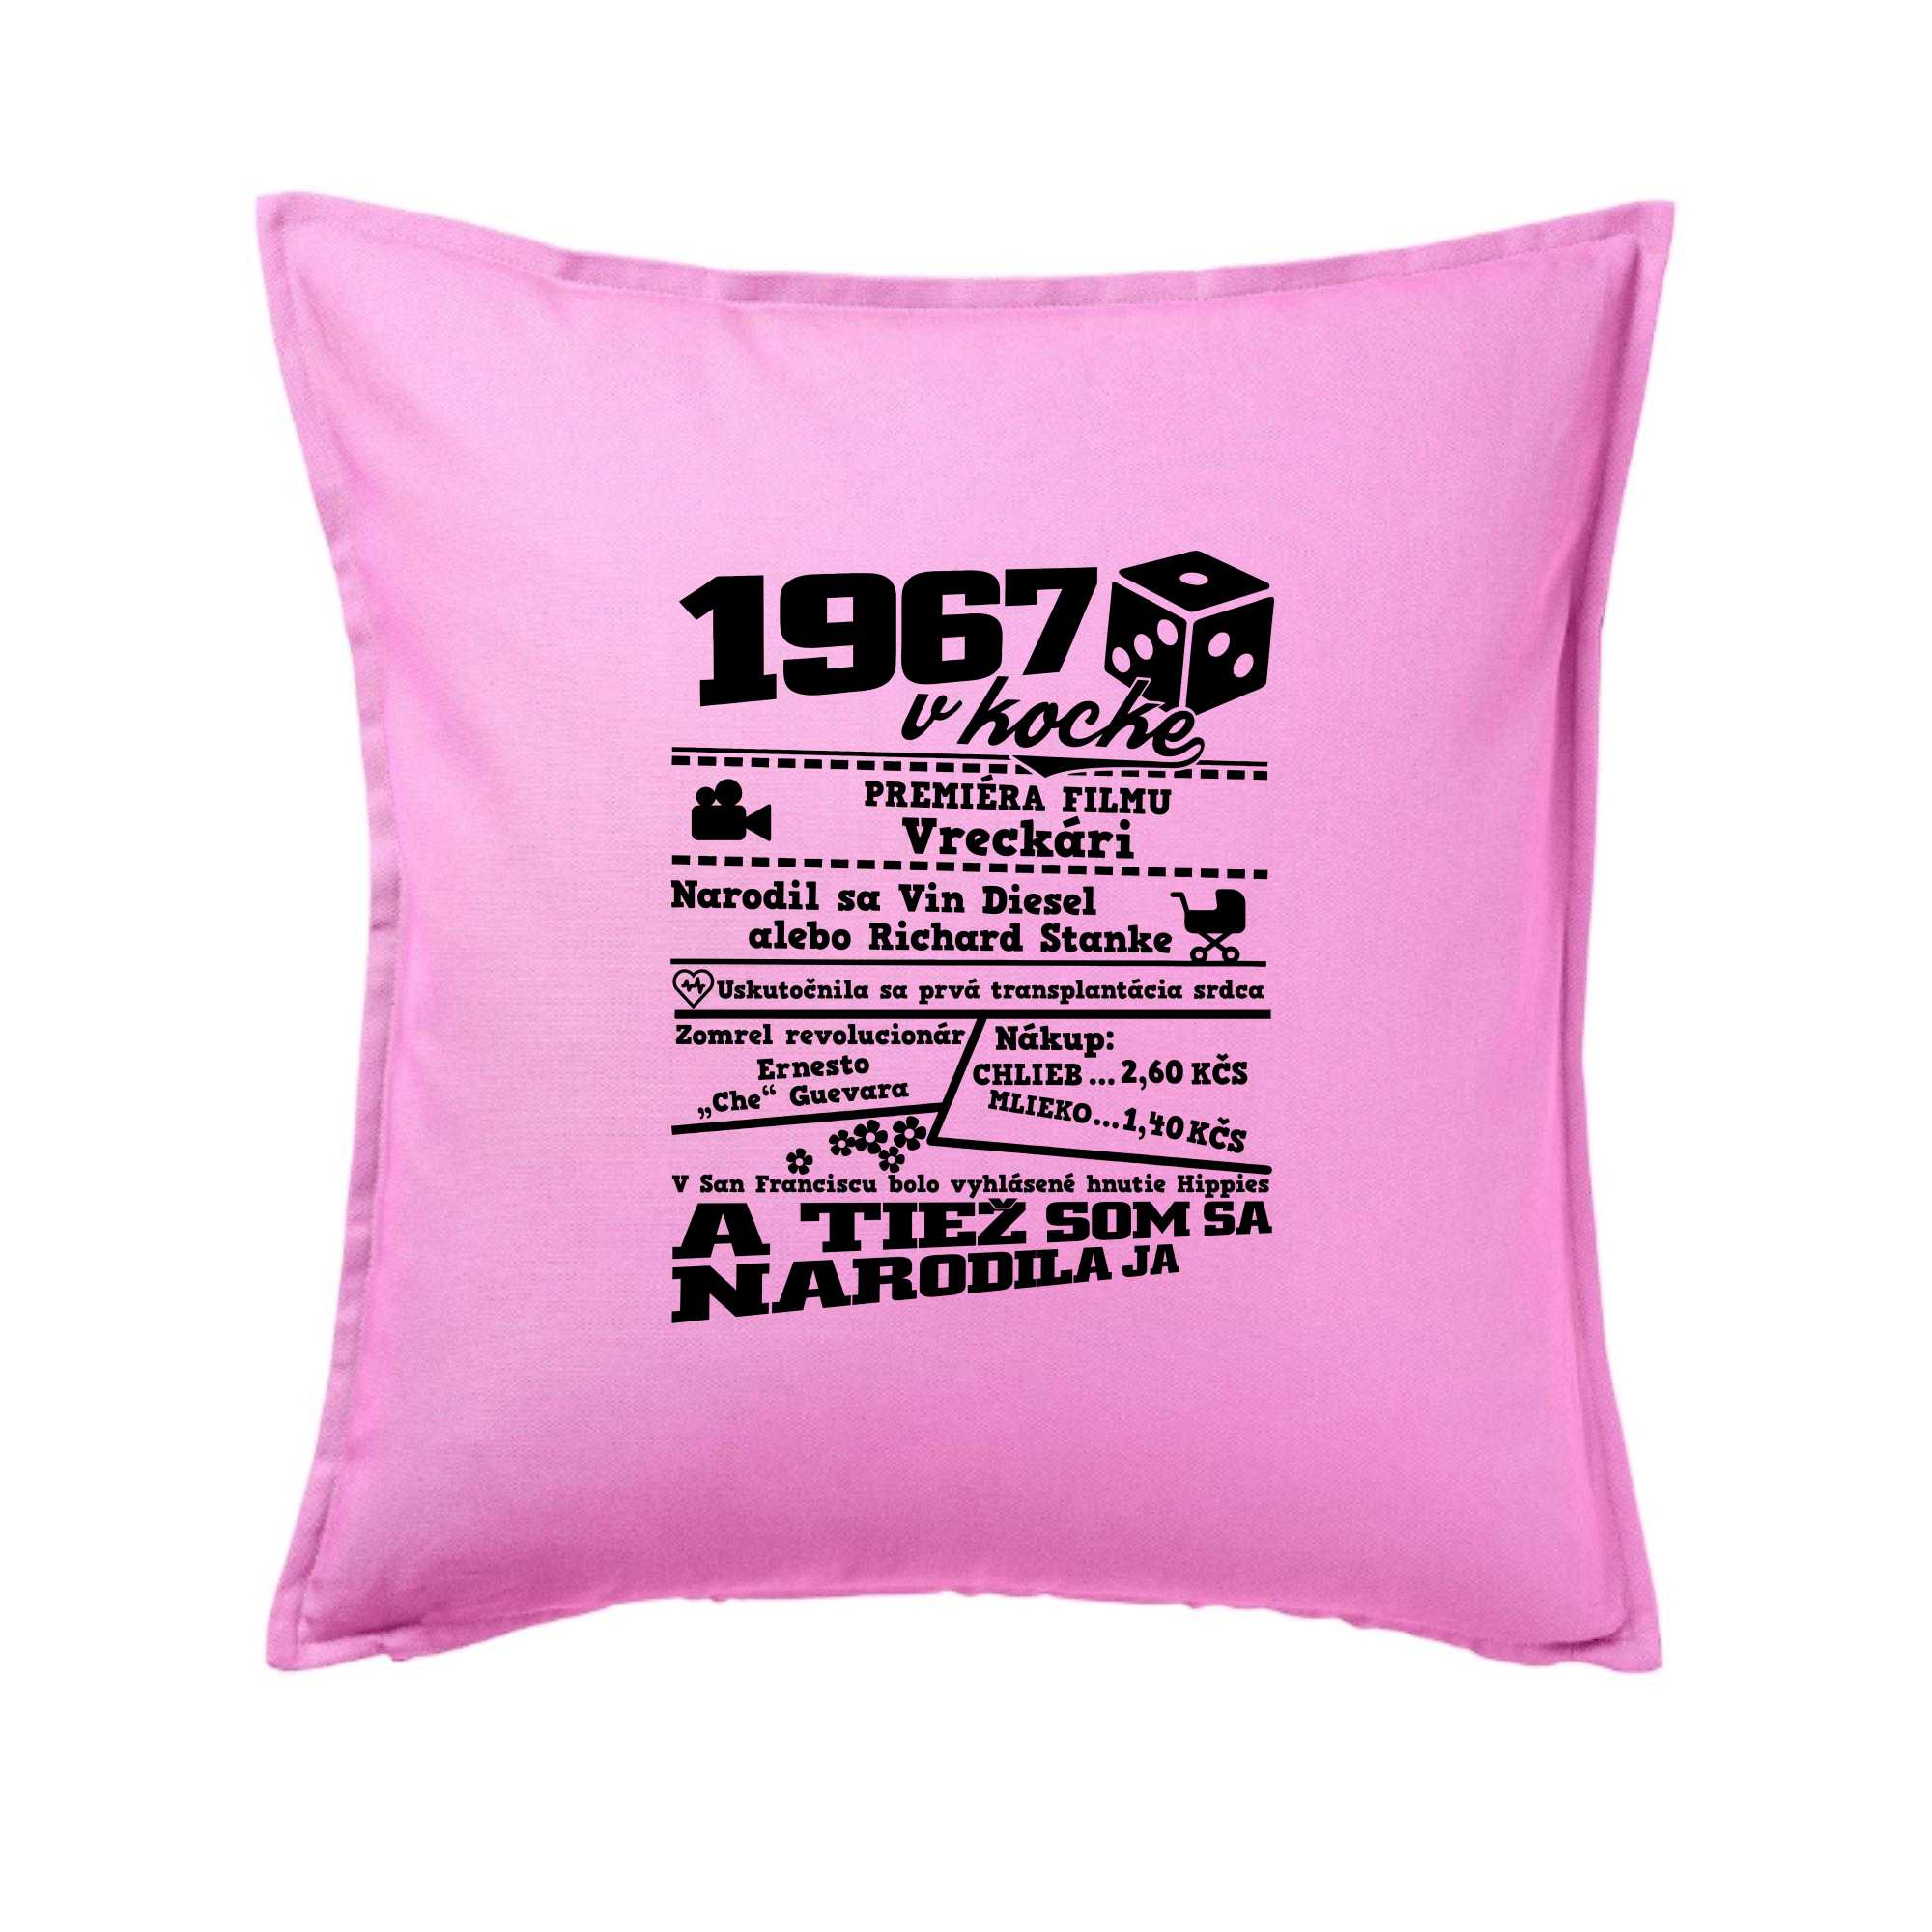 1967
v kocke
PREMIÉRA FILMU
Vreckári
Narodil sa Vin Diesel
alebo Richard Stanke
Uskutočnila sa prvá transplantácia srdca
Zomrel revolucionár
Ernesto
„Che“ Guevara
Nákup:
CHLIEB...2,60 KČS
MLIEKO...1,40 KČS
V San Franciscu bolo vyhlásené hnutie Hippies
A TIEŽ SOM SA
NARODILA JA